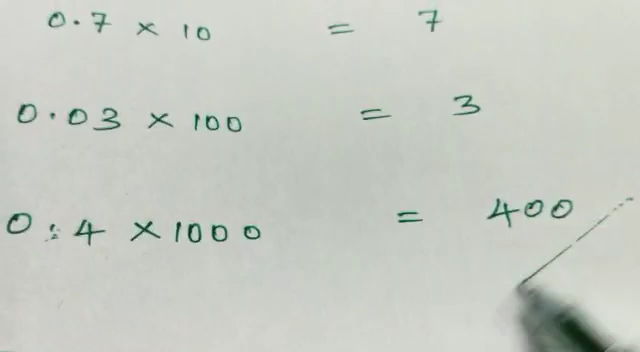 0.7 × 10 = 7
0.03 × 100 = 3
0.4 × 1000 = 400